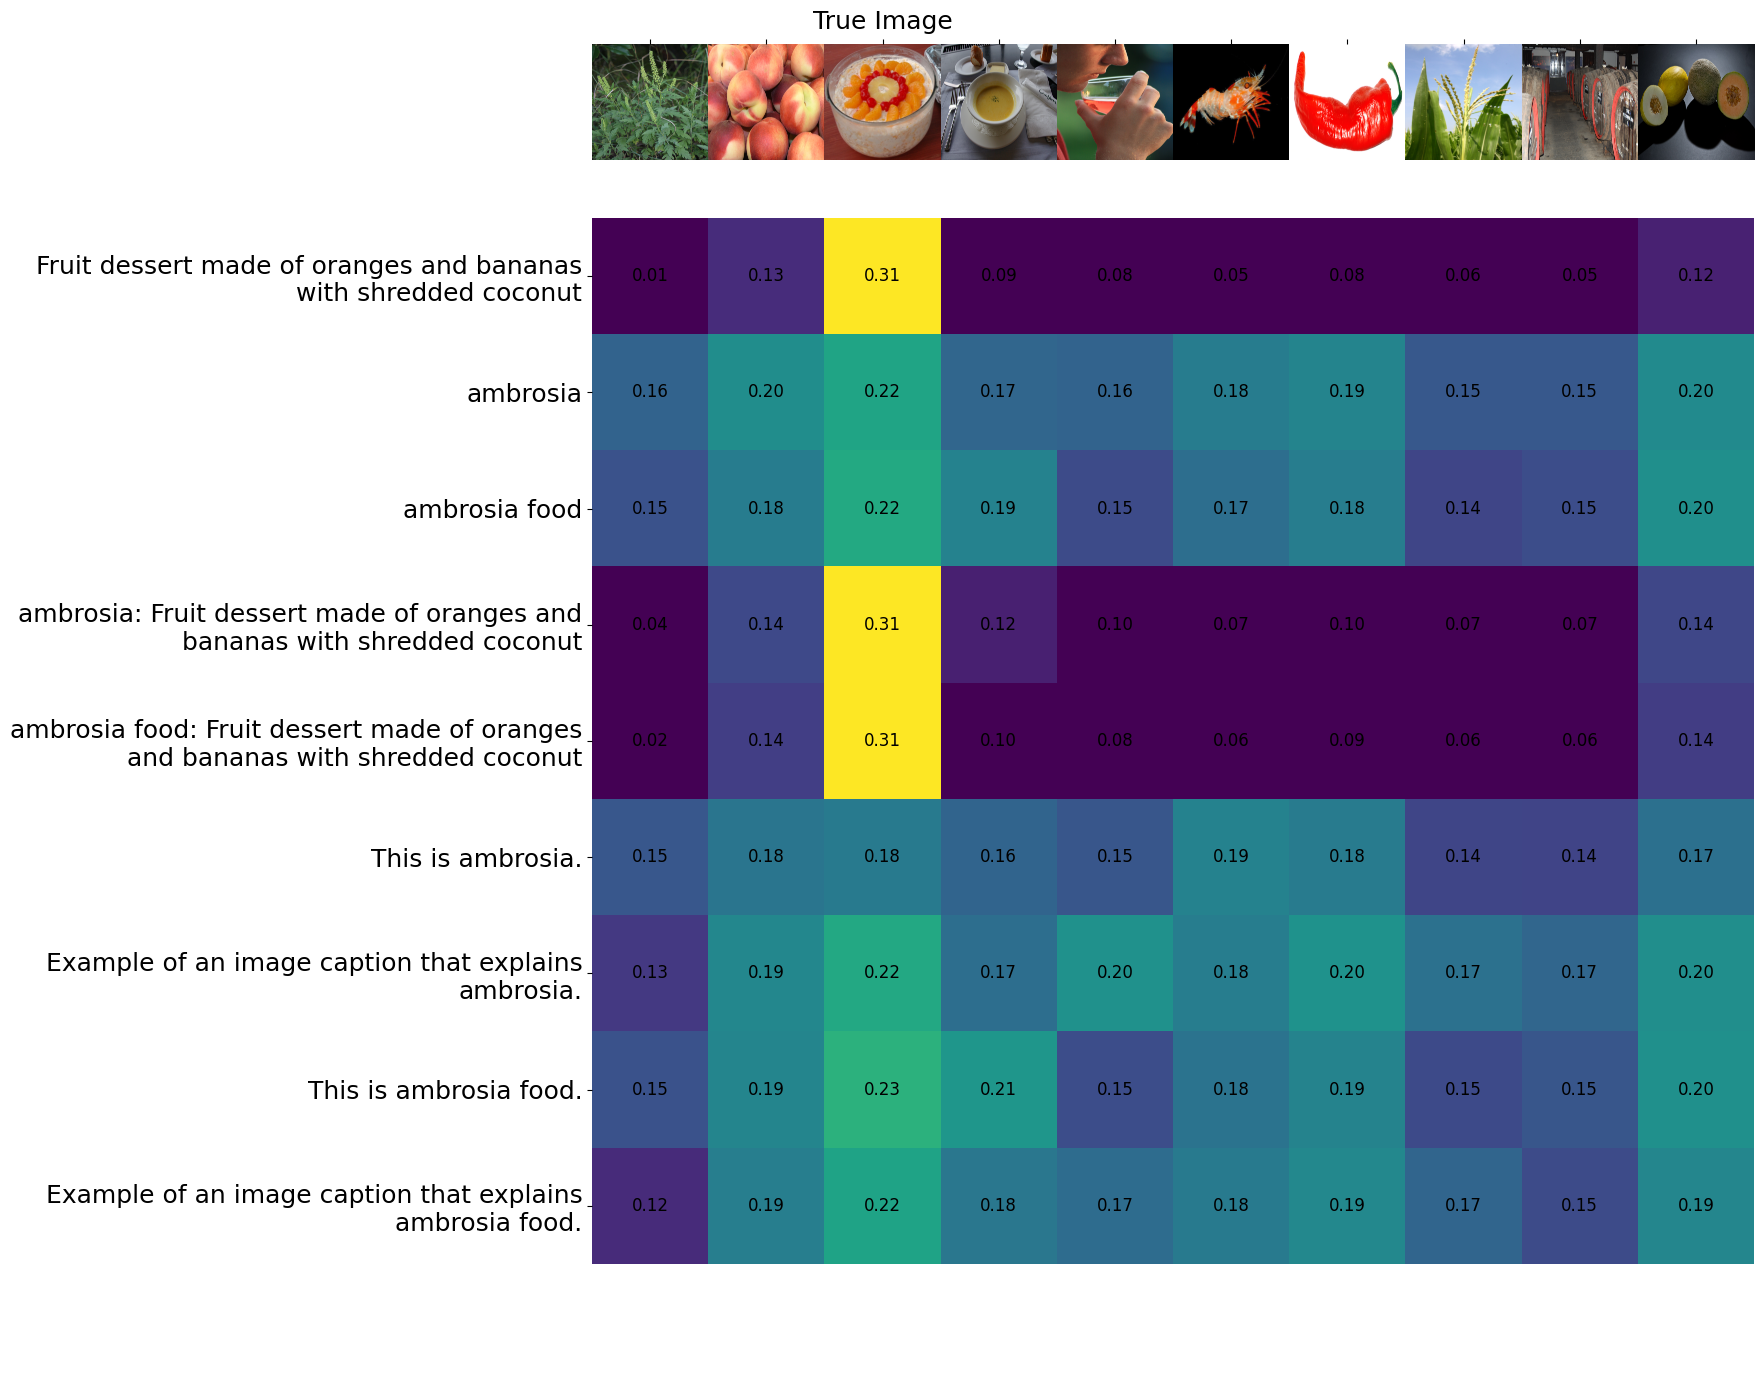 True Image
Fruit dessert made of oranges and bananas
with shredded coconut
0.01 0.13 0.31 0.09 0.08 0.05 0.08 0.06 0.05 0.12
ambrosia
0.16 0.20 0.22 0.17 0.16 0.18 0.19 0.15 0.15 0.20
ambrosia food
0.15 0.18 0.22 0.19 0.15 0.17 0.18 0.14 0.15 0.20
ambrosia: Fruit dessert made of oranges and
bananas with shredded coconut
0.04 0.14 0.31 0.12 0.10 0.07 0.10 0.07 0.07 0.14
ambrosia food: Fruit dessert made of oranges
and bananas with shredded coconut
0.02 0.14 0.31 0.10 0.08 0.06 0.09 0.06 0.06 0.14
This is ambrosia.
0.15 0.18 0.18 0.16 0.15 0.19 0.18 0.14 0.14 0.17
Example of an image caption that explains
ambrosia.
0.13 0.19 0.22 0.17 0.20 0.18 0.20 0.17 0.17 0.20
This is ambrosia food.
0.15 0.19 0.23 0.21 0.15 0.18 0.19 0.15 0.15 0.20
Example of an image caption that explains
ambrosia food.
0.12 0.19 0.22 0.18 0.17 0.18 0.19 0.17 0.15 0.19